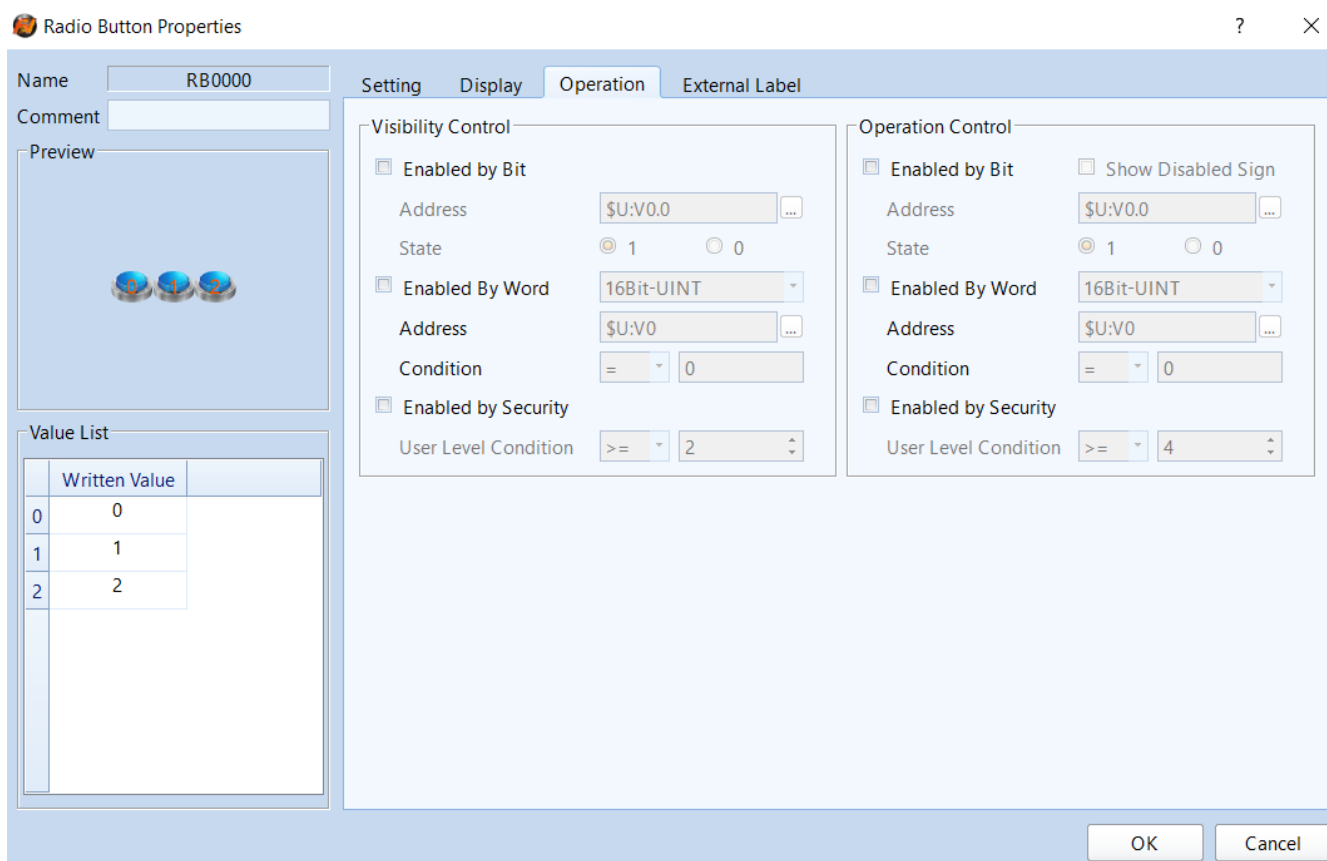 Radio Button Properties
?
Name RB0000
Comment
Preview
0 1 2
Value List
Written Value
0 0
1 1
2 2
Setting Display Operation External Label
Visibility Control
Enabled by Bit
Address $U:V0.0 ...
State 1 0
Enabled By Word 16Bit-UINT
Address $U:V0 ...
Condition = 0
Enabled by Security
User Level Condition >= 2
Operation Control
Enabled by Bit Show Disabled Sign
Address $U:V0.0 ...
State 1 0
Enabled By Word 16Bit-UINT
Address $U:V0 ...
Condition = 0
Enabled by Security
User Level Condition >= 4
OK Cancel